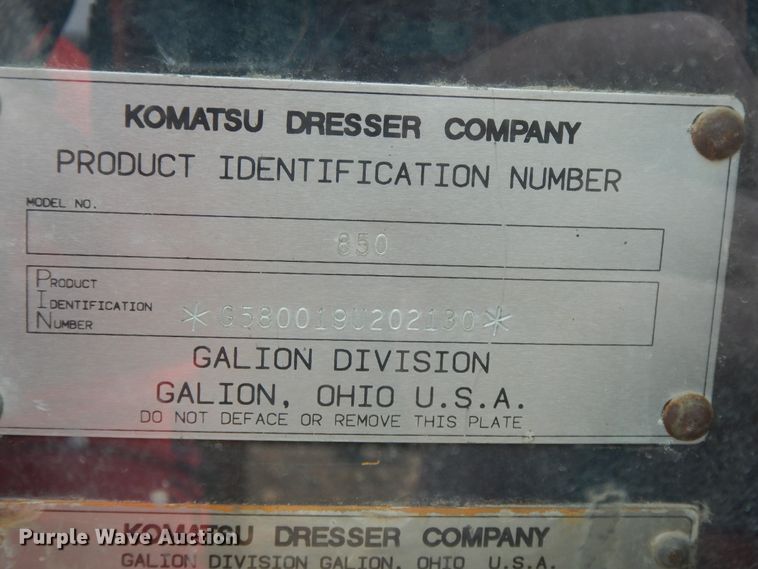 KOMATSU DRESSER COMPANY
PRODUCT IDENTIFICATION NUMBER
MODEL NO.
850
PRODUCT
IDENTIFICATION
NUMBER
*G580019U202130*
GALION DIVISION
GALION, OHIO U.S.A.
DO NOT DEFACE OR REMOVE THIS PLATE
KOMATSU DRESSER COMPANY
GALION DIVISION GALION, OHIO U.S.A.
Purple Wave Auction